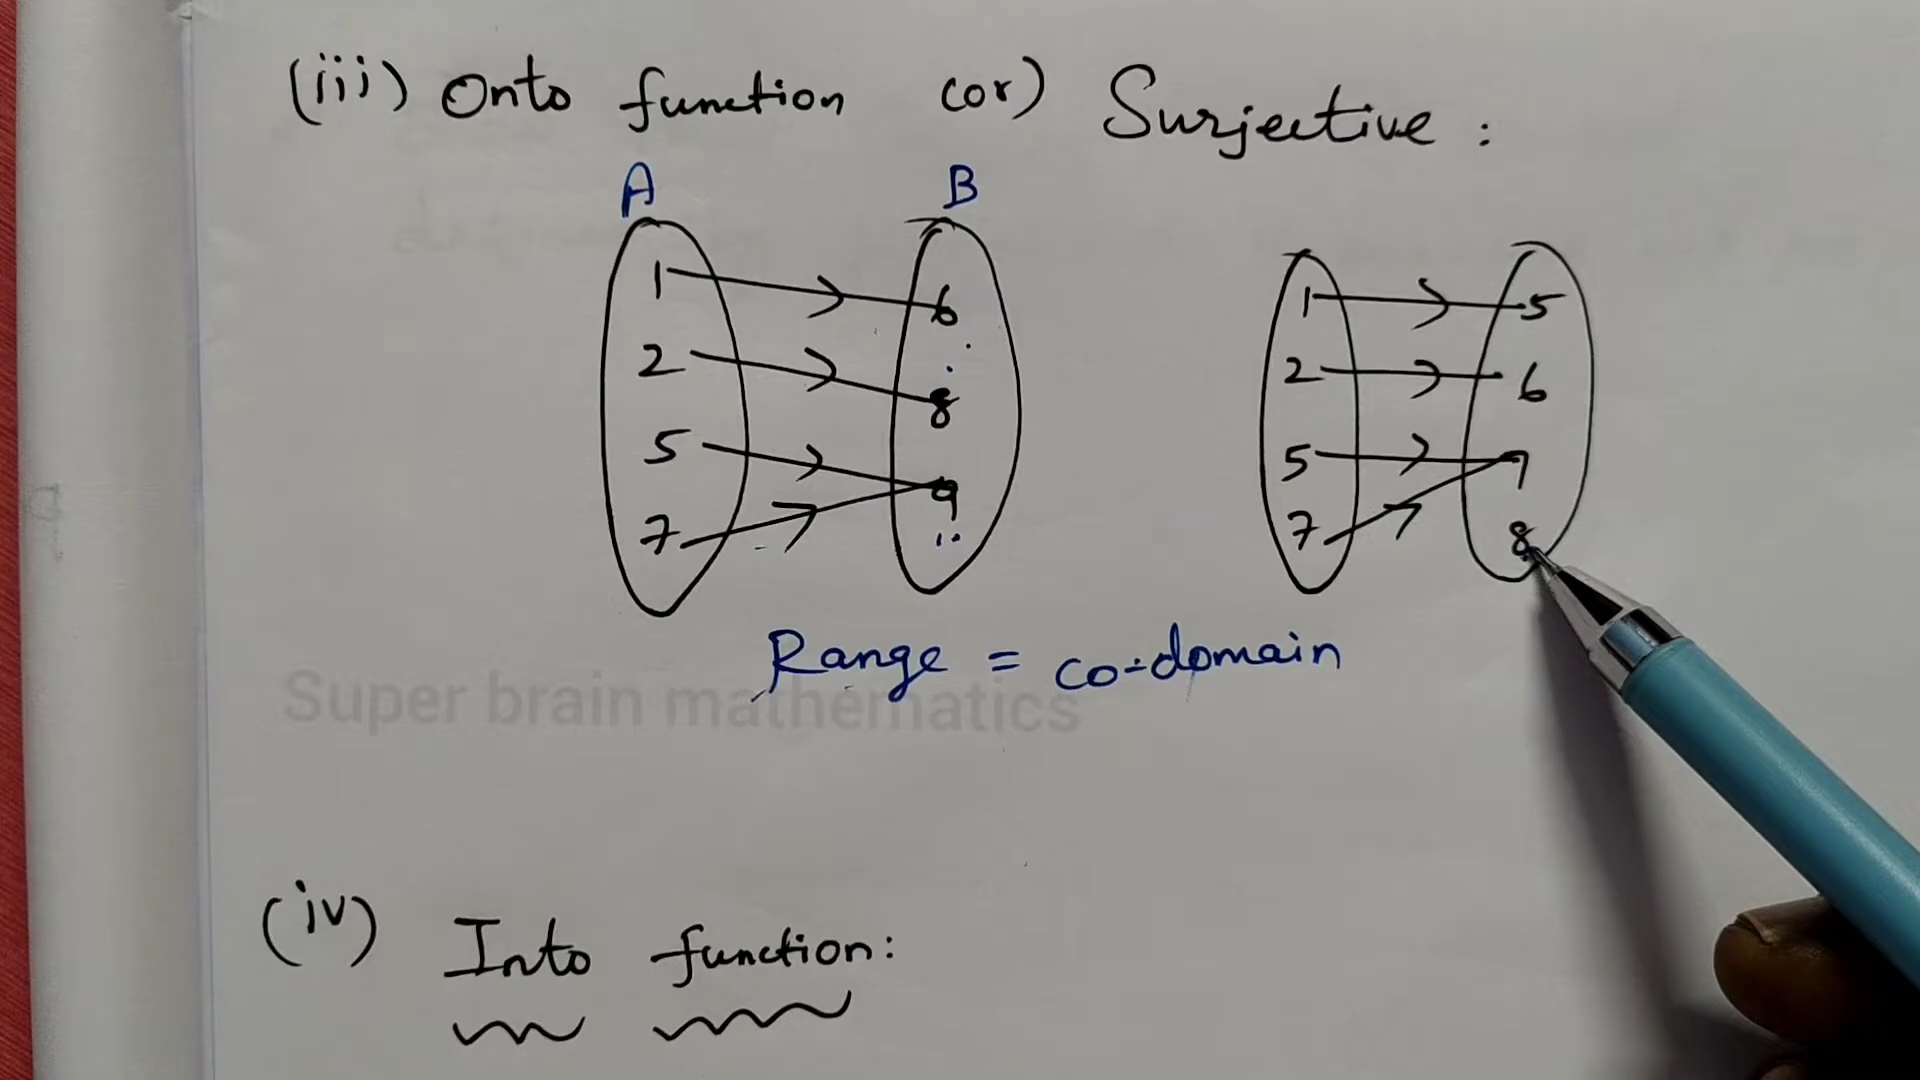 (iii) Onto function (or) Surjective :
A B
1 6
2 8
5 9
7
1 5
2 6
5 7
7 8
Range = co-domain
Super brain mathematics
(iv) Into function: